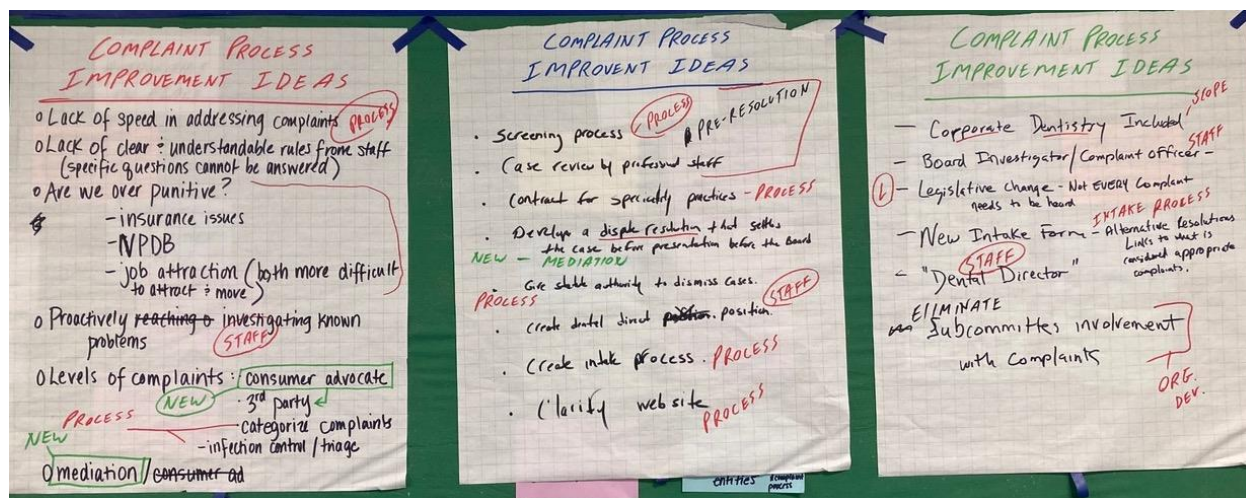 COMPLAINT PROCESS
IMPROVEMENT IDEAS
o Lack of speed in addressing complaints PROCESS
o Lack of clear & understandable rules frome staff
(specific questions cannot be answered)
o Are we over punitive?
- insurance issues
- NPDB
- job attraction (both more difficult
to attract & move)
o Proactively reaching o investigating known
problems STAFF
o Levels of complaints: consumer advocate
NEW · 3rd party
PROCESS - categorize complaints
- infection control / triage
NEW
o mediation / consumer ad
COMPLAINT PROCESS
IMPROVENT IDEAS
· Screening process PROCESS PRE-RESOLUTION
· Case review by professional staff
· Contract for speciality practices - PROCESS
· Develop a dispute resolution that settles
the case before presentation before the Board
NEW - MEDIATION
· Give staff authority to dismiss cases.
PROCESS STAFF
· Create dental direct position. position.
· Create intake process. PROCESS
· Clarify website PROCESS
entities
COMPLAINT PROCESS
IMPROVEMENT IDEAS
- Corporate Dentistry Included SCOPE
- Board Investigator/Complaint officer - STAFF
L - Legislative Change - Not EVERY Complaint
needs to be heard
- New Intake Form - INTAKE PROCESS
Alternative Resolutions
Links to what is
considered appropriate
complaints.
- "Dental Director" STAFF
ELIMINATE
Subcommittes involvement
with Complaints
ORG.
DEV.